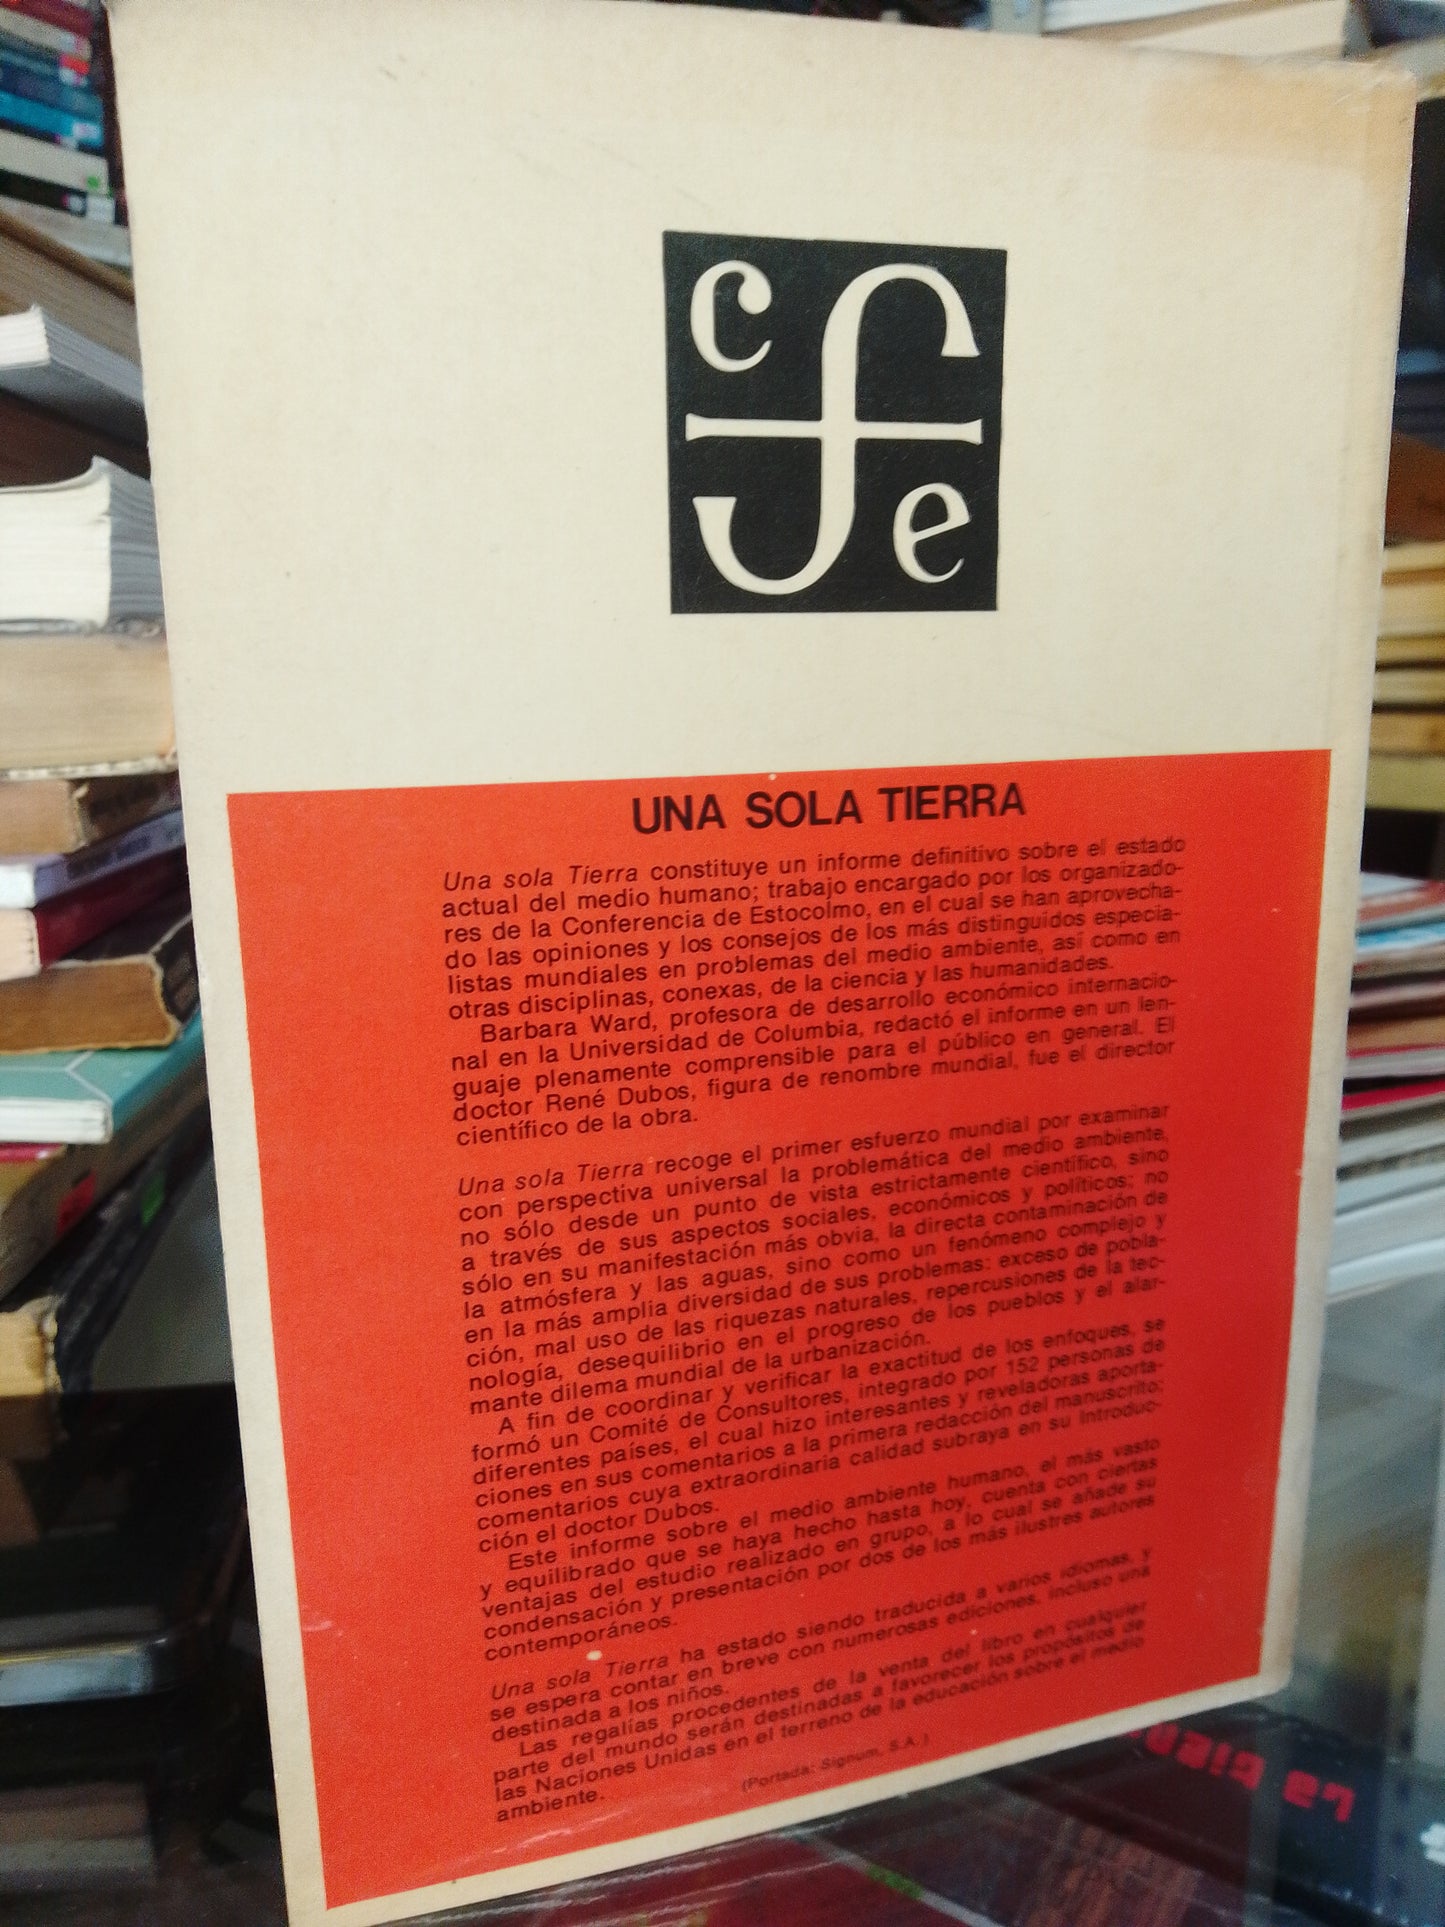 c f e
UNA SOLA TIERRA
Una sola Tierra constituye un informe definitivo sobre el estado
actual del medio humano; trabajo encargado por los organizado-
res de la Conferencia de Estocolmo, en el cual se han aprovecha-
do las opiniones y los consejos de los más distinguidos especia-
listas mundiales en problemas del medio ambiente, así como en
otras disciplinas, conexas, de la ciencia y las humanidades.
Barbara Ward, profesora de desarrollo económico internacio-
nal en la Universidad de Columbia, redactó el informe en un len-
guaje plenamente comprensible para el público en general. El
doctor René Dubos, figura de renombre mundial, fue el director
científico de la obra.
Una sola Tierra recoge el primer esfuerzo mundial por examinar
con perspectiva universal la problemática del medio ambiente,
no sólo desde un punto de vista estrictamente científico, sino
a través de sus aspectos sociales, económicos y políticos; no
sólo en su manifestación más obvia, la directa contaminación de
la atmósfera y las aguas, sino como un fenómeno complejo y
en la más amplia diversidad de sus problemas: exceso de pobla-
ción, mal uso de las riquezas naturales, repercusiones de la tec-
nología, desequilibrio en el progreso de los pueblos y el alar-
mante dilema mundial de la urbanización.
A fin de coordinar y verificar la exactitud de los enfoques, se
formó un Comité de Consultores, integrado por 152 personas de
diferentes países, el cual hizo interesantes y reveladoras aporta-
ciones en sus comentarios a la primera redacción del manuscrito;
comentarios cuya extraordinaria calidad subraya en su Introduc-
ción el doctor Dubos.
Este informe sobre el medio ambiente humano, el más vasto
y equilibrado que se haya hecho hasta hoy, cuenta con ciertas
ventajas del estudio realizado en grupo, a lo cual se añade su
condensación y presentación por dos de los más ilustres autores
contemporáneos.
Una sola Tierra ha estado siendo traducida a varios idiomas, y
se espera contar en breve con numerosas ediciones, incluso una
destinada a los niños.
Las regalías procedentes de la venta del libro en cualquier
parte del mundo serán destinadas a favorecer los propósitos de
las Naciones Unidas en el terreno de la educación sobre el medio
ambiente.
(Portada: Signum, S.A.)